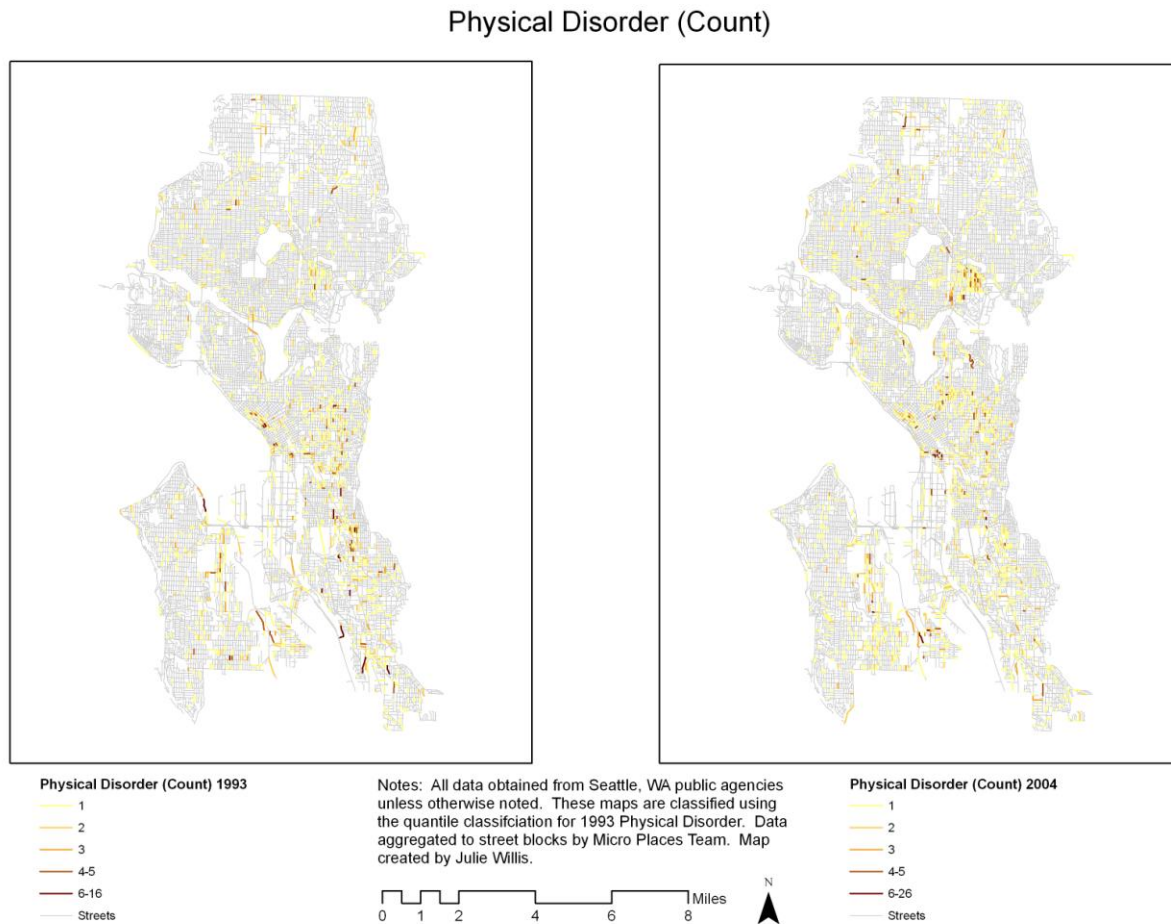 Physical Disorder (Count)
Physical Disorder (Count) 1993
1
2
3
4-5
6-16
Streets
Notes: All data obtained from Seattle, WA public agencies
unless otherwise noted. These maps are classified using
the quantile classifciation for 1993 Physical Disorder. Data
aggregated to street blocks by Micro Places Team. Map
created by Julie Willis.
0 1 2 4 6 8 Miles
N
Physical Disorder (Count) 2004
1
2
3
4-5
6-26
Streets